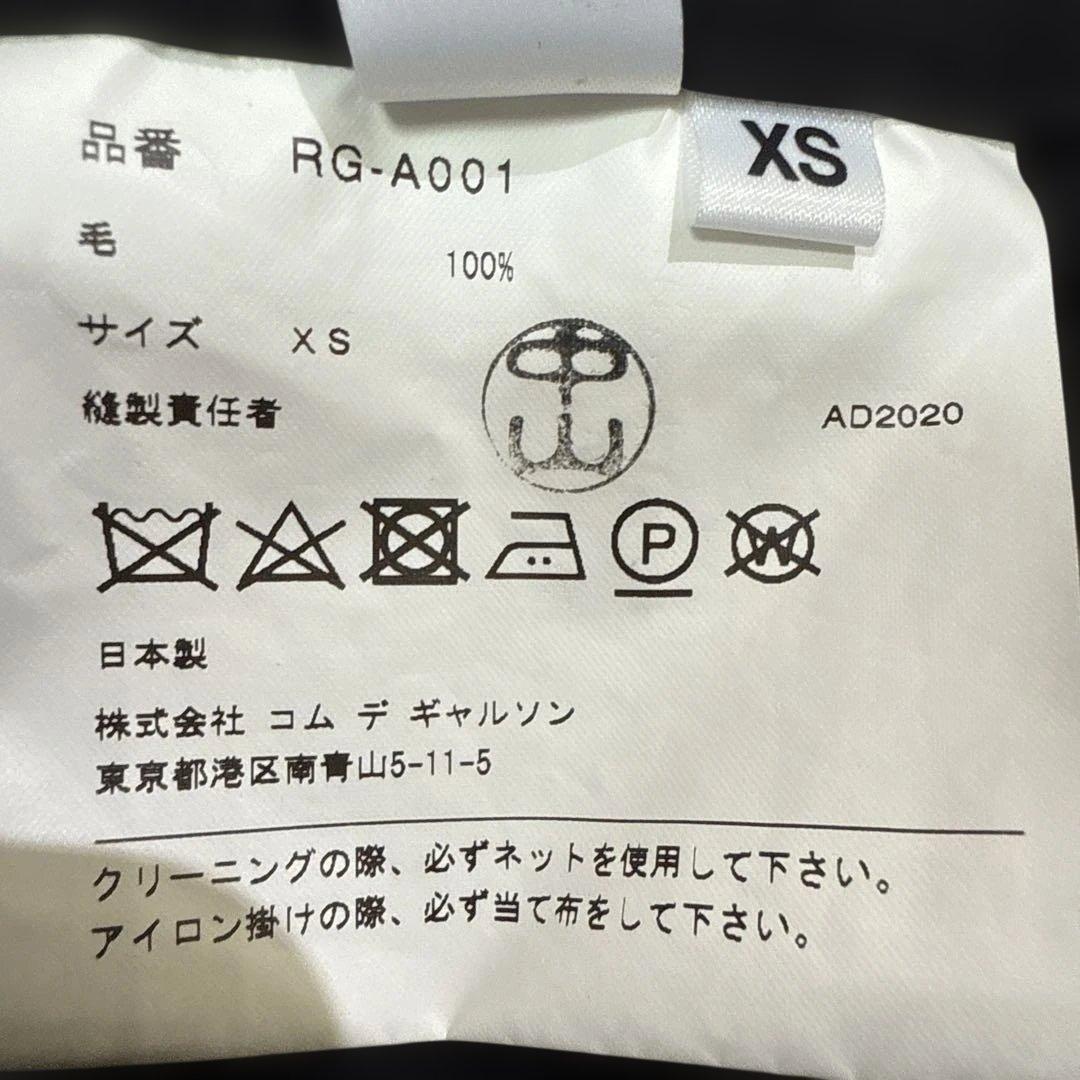 XS
品番 RG-A001
毛 100%
サイズ XS
縫製責任者 中山 AD2020
P W
日本製
株式会社 コム デ ギャルソン
東京都港区南青山5-11-5
クリーニングの際、必ずネットを使用して下さい。
アイロン掛けの際、必ず当て布をして下さい。